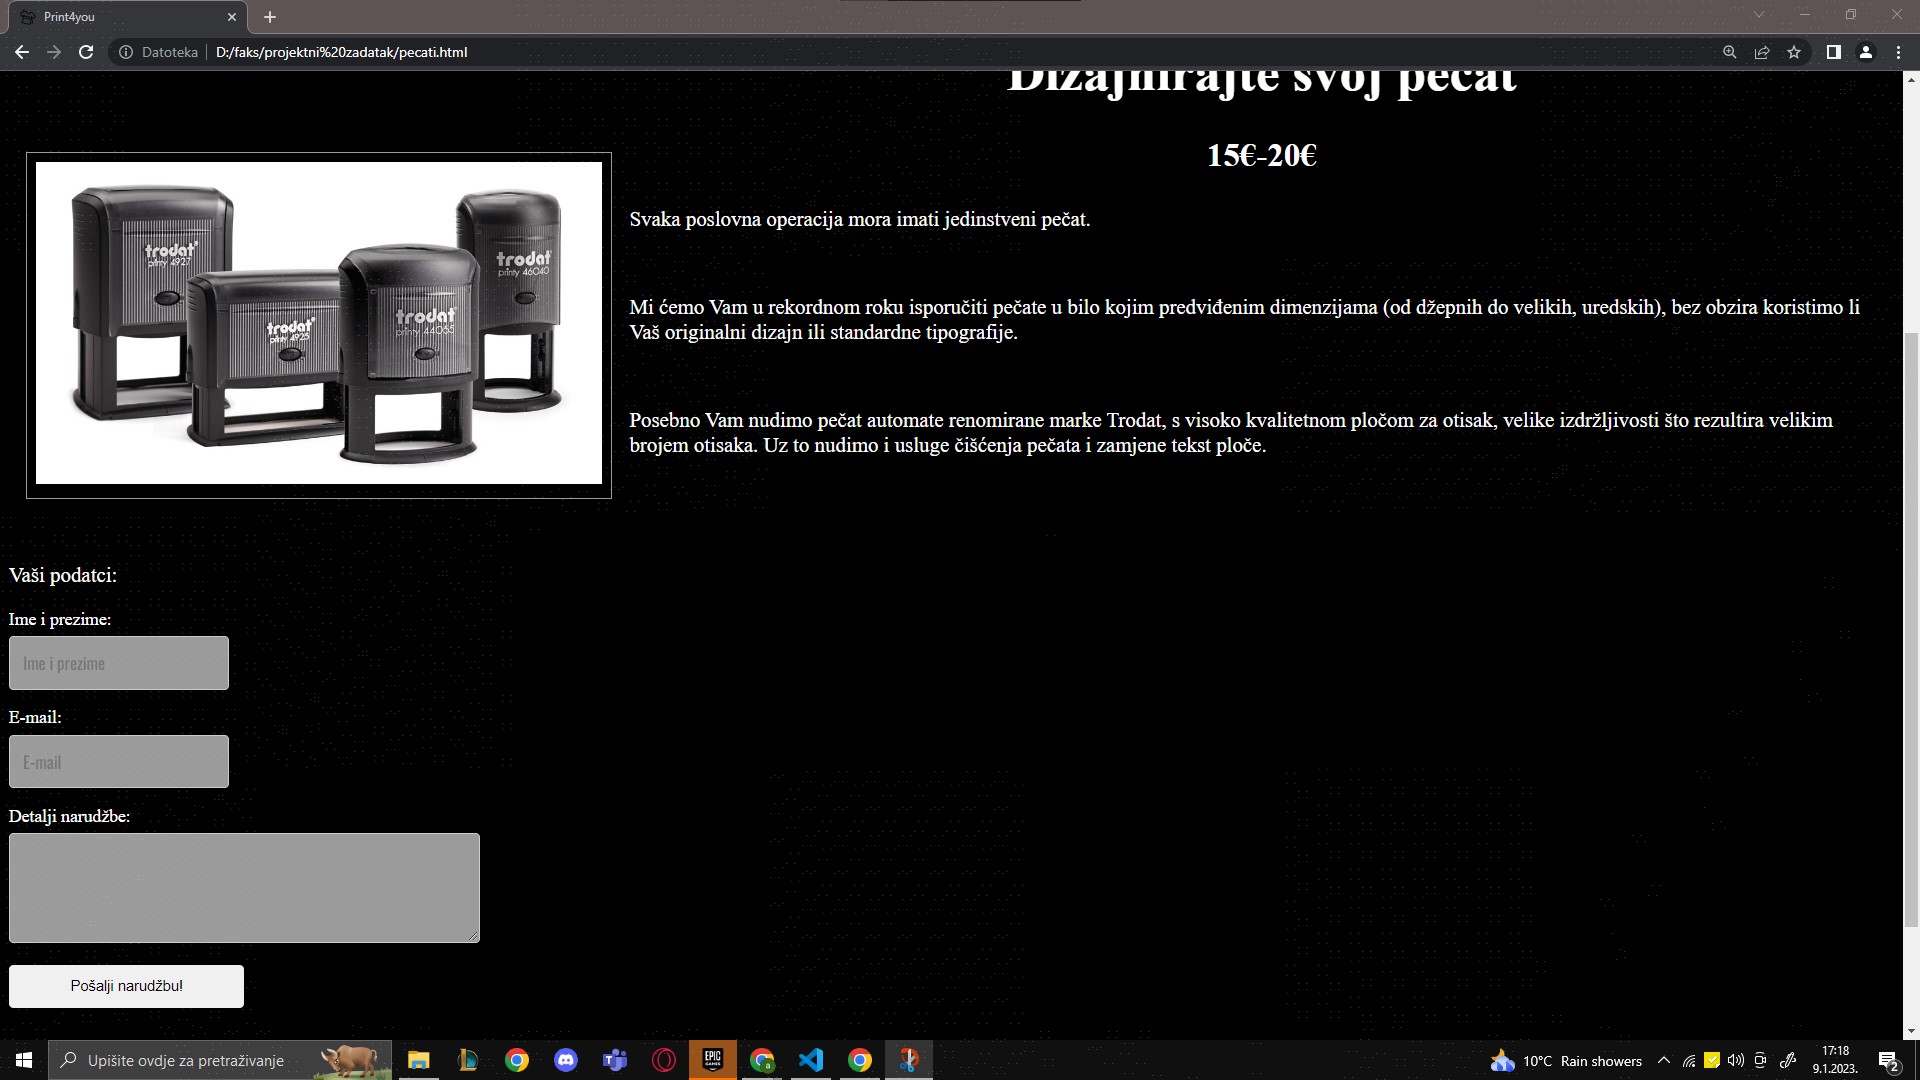 Print4you
Datoteka
D:/faks/projektni%20zadatak/pecati.html
Dizajnirajte svoj pečat
15€-20€
trodat
printy 4927
trodat
printy 46040
trodat
printy 4925
trodat
printy 44055
Svaka poslovna operacija mora imati jedinstveni pečat.
Mi ćemo Vam u rekordnom roku isporučiti pečate u bilo kojim predviđenim dimenzijama (od džepnih do velikih, uredskih), bez obzira koristimo li
Vaš originalni dizajn ili standardne tipografije.
Posebno Vam nudimo pečat automate renomirane marke Trodat, s visoko kvalitetnom pločom za otisak, velike izdržljivosti što rezultira velikim
brojem otisaka. Uz to nudimo i usluge čišćenja pečata i zamjene tekst ploče.
Vaši podatci:
Ime i prezime:
Ime i prezime
E-mail:
E-mail
Detalji narudžbe:
Pošalji narudžbu!
Upišite ovdje za pretraživanje
EPIC
GAMES
10°C Rain showers
17:18
9.1.2023.
2